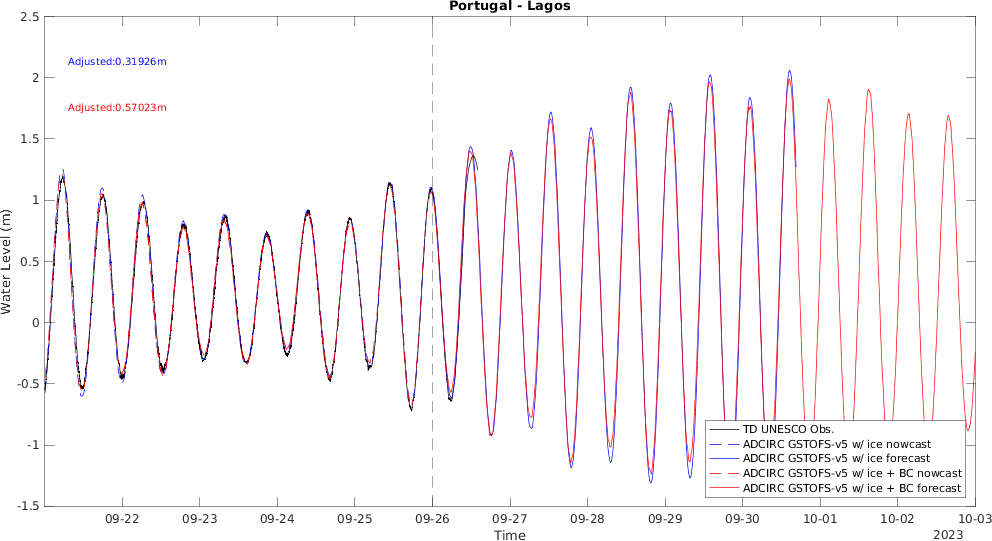 Portugal - Lagos
2.5
Adjusted:0.31926m
2
Adjusted:0.57023m
1.5
1
0.5
Water Level (m)
0
-0.5
-1
-1.5
TD UNESCO Obs.
ADCIRC GSTOFS-v5 w/ ice nowcast
ADCIRC GSTOFS-v5 w/ ice forecast
ADCIRC GSTOFS-v5 w/ ice + BC nowcast
ADCIRC GSTOFS-v5 w/ ice + BC forecast
09-22 09-23 09-24 09-25 09-26 09-27 09-28 09-29 09-30 10-01 10-02 10-03
Time
2023